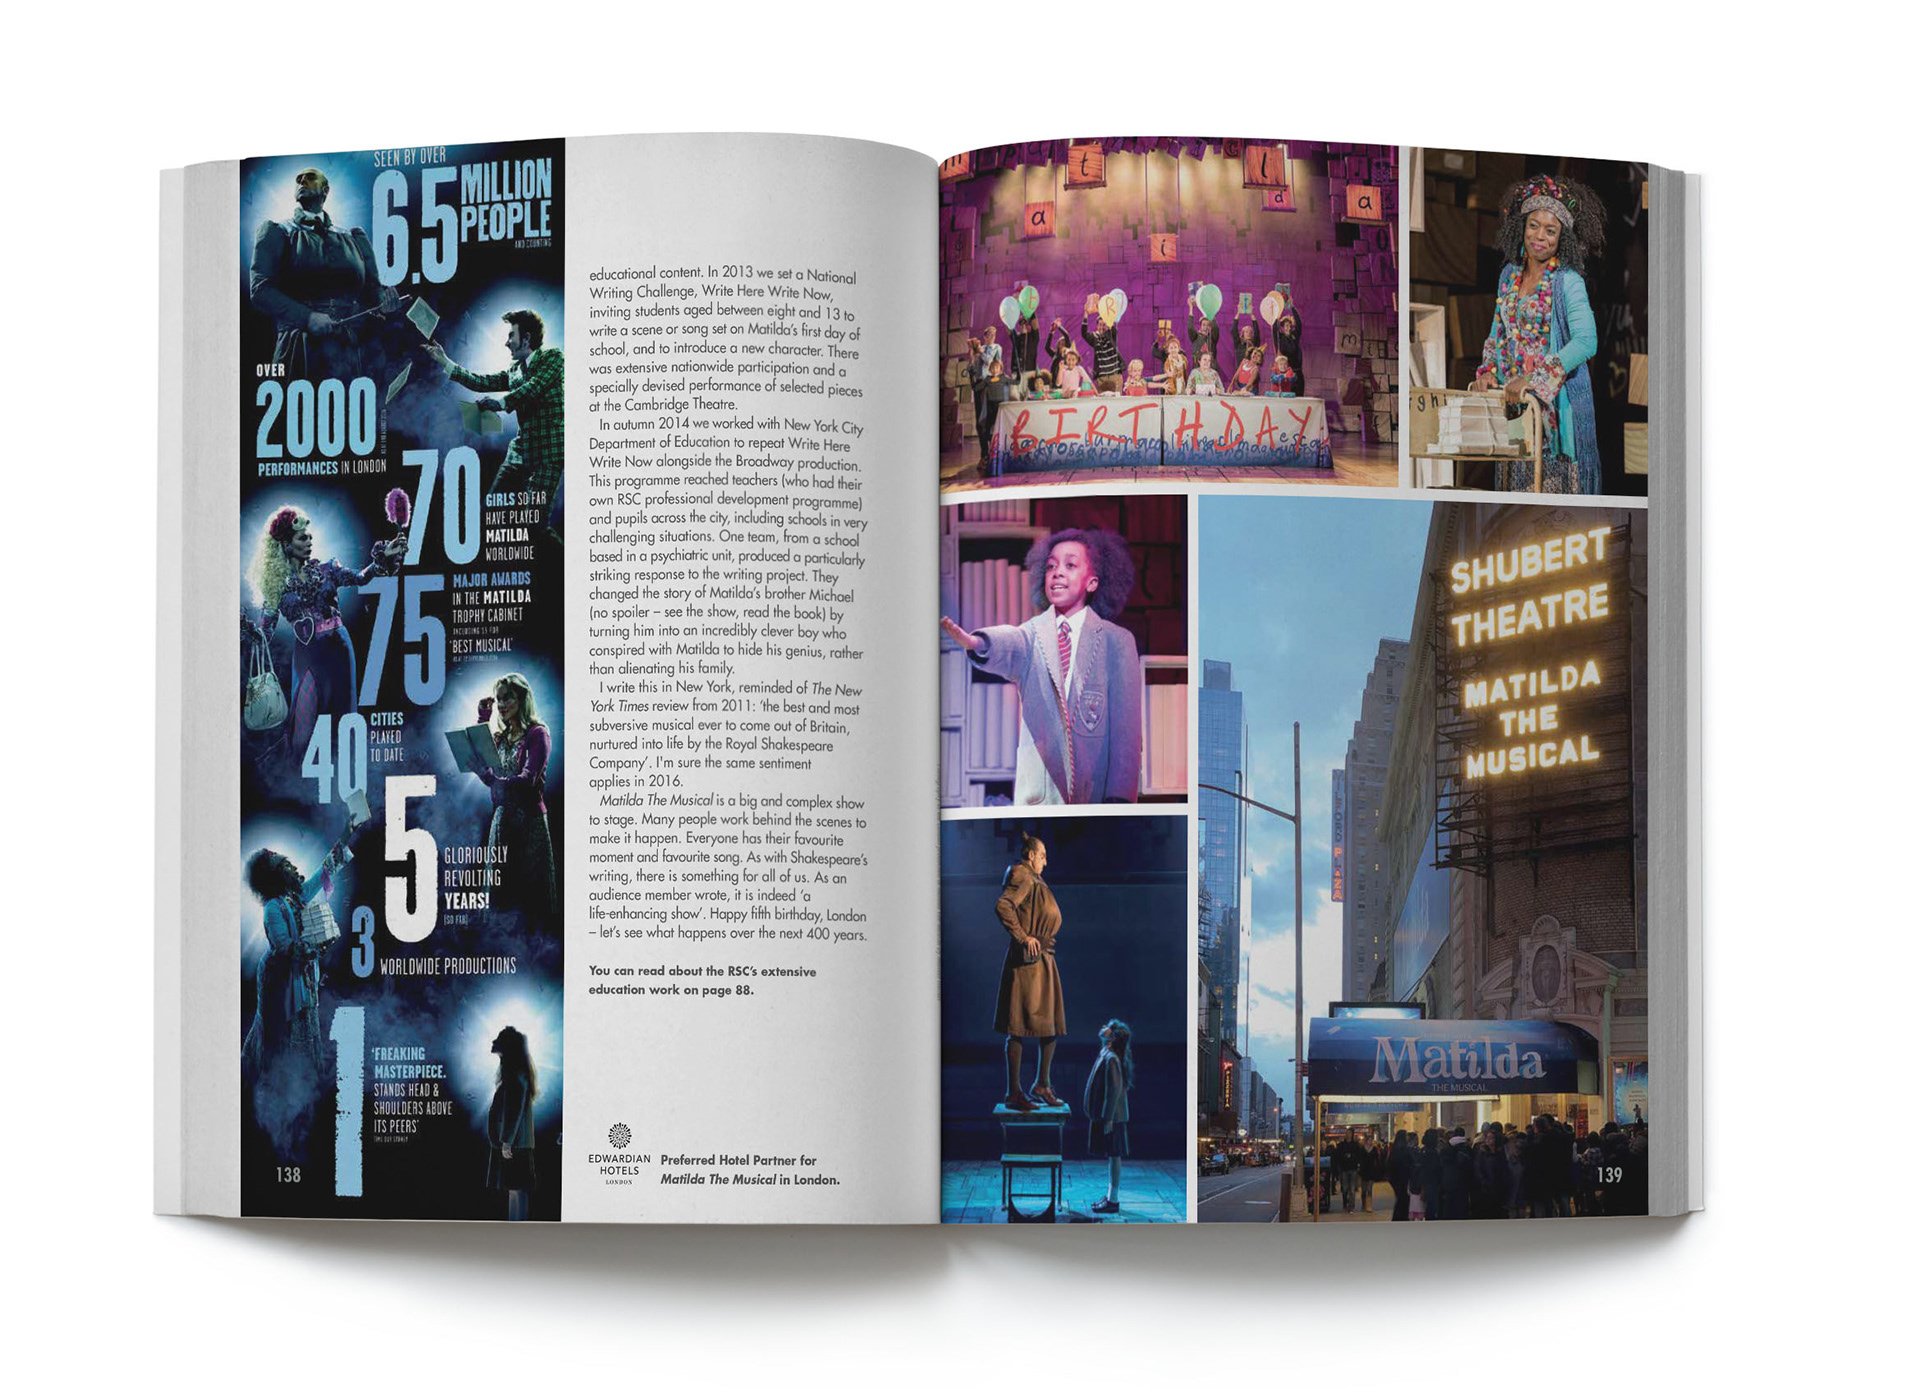 SEEN BY OVER
6.5 MILLION
PEOPLE
AND COUNTING
OVER
2000
PERFORMANCES IN LONDON
70
GIRLS SO FAR
HAVE PLAYED
MATILDA
WORLDWIDE
75
MAJOR AWARDS
IN THE MATILDA
TROPHY CABINET
INCLUDING
FOR
'BEST MUSICAL'
40
CITIES
PLAYED
TO DATE
5
GLORIOUSLY
REVOLTING
YEARS!
(SO FAR)
3 WORLDWIDE PRODUCTIONS
1
'FREAKING
MASTERPIECE.
STANDS HEAD &
SHOULDERS ABOVE
ITS PEERS'
TIME OUT SYDNEY
138
educational content. In 2013 we set a National
Writing Challenge, Write Here Write Now,
inviting students aged between eight and 13 to
write a scene or song set on Matilda's first day of
school, and to introduce a new character. There
was extensive nationwide participation and a
specially devised performance of selected pieces
at the Cambridge Theatre.
In autumn 2014 we worked with New York City
Department of Education to repeat Write Here
Write Now alongside the Broadway production.
This programme reached teachers (who had their
own RSC professional development programme)
and pupils across the city, including schools in very
challenging situations. One team, from a school
based in a psychiatric unit, produced a particularly
striking response to the writing project. They
changed the story of Matilda's brother Michael
(no spoiler – see the show, read the book) by
turning him into an incredibly clever boy who
conspired with Matilda to hide his genius, rather
than alienating his family.
I write this in New York, reminded of The New
York Times review from 2011: 'the best and most
subversive musical ever to come out of Britain,
nurtured into life by the Royal Shakespeare
Company'. I'm sure the same sentiment
applies in 2016.
Matilda The Musical is a big and complex show
to stage. Many people work behind the scenes to
make it happen. Everyone has their favourite
moment and favourite song. As with Shakespeare's
writing, there is something for all of us. As an
audience member wrote, it is indeed 'a
life-enhancing show'. Happy fifth birthday, London
– let's see what happens over the next 400 years.
You can read about the RSC's extensive
education work on page 88.
EDWARDIAN
HOTELS
LONDON
Preferred Hotel Partner for
Matilda The Musical in London.
BIRTHDAY
SHUBERT
THEATRE
MATILDA
THE
MUSICAL
PLAZA
Matilda
THE MUSICAL
139